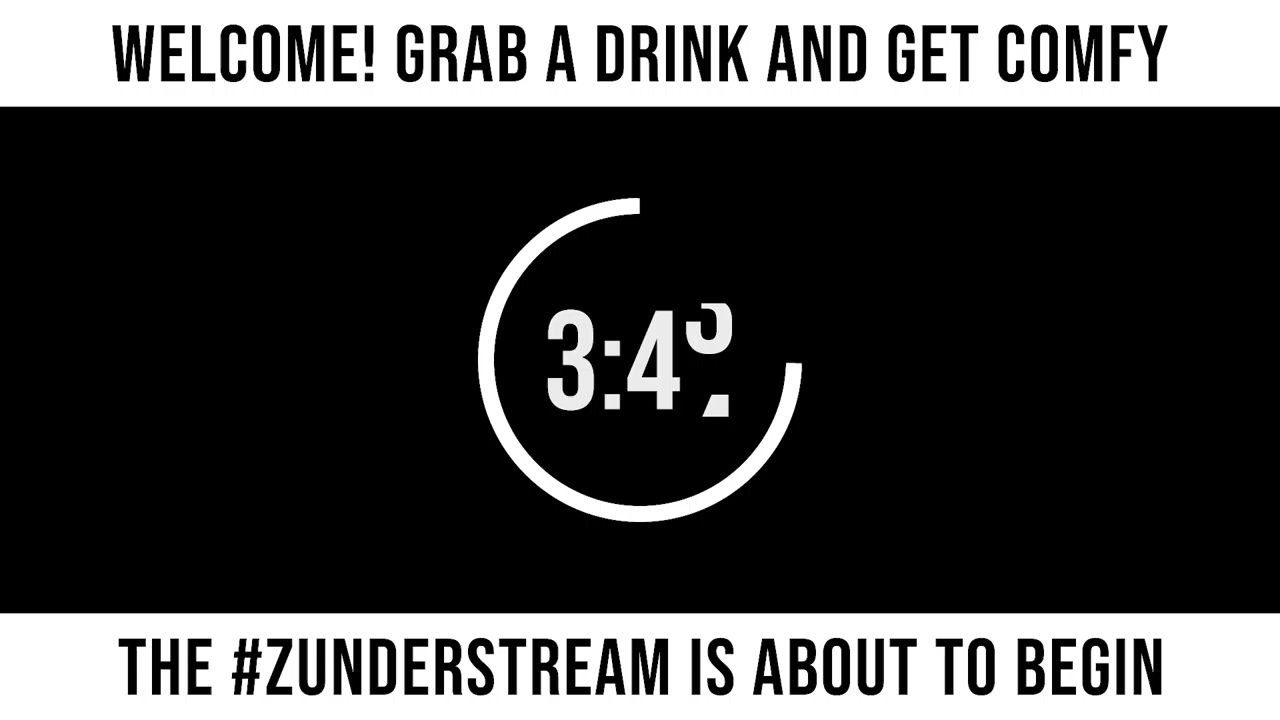 WELCOME! GRAB A DRINK AND GET COMFY
3:4
THE #ZUNDERSTREAM IS ABOUT TO BEGIN